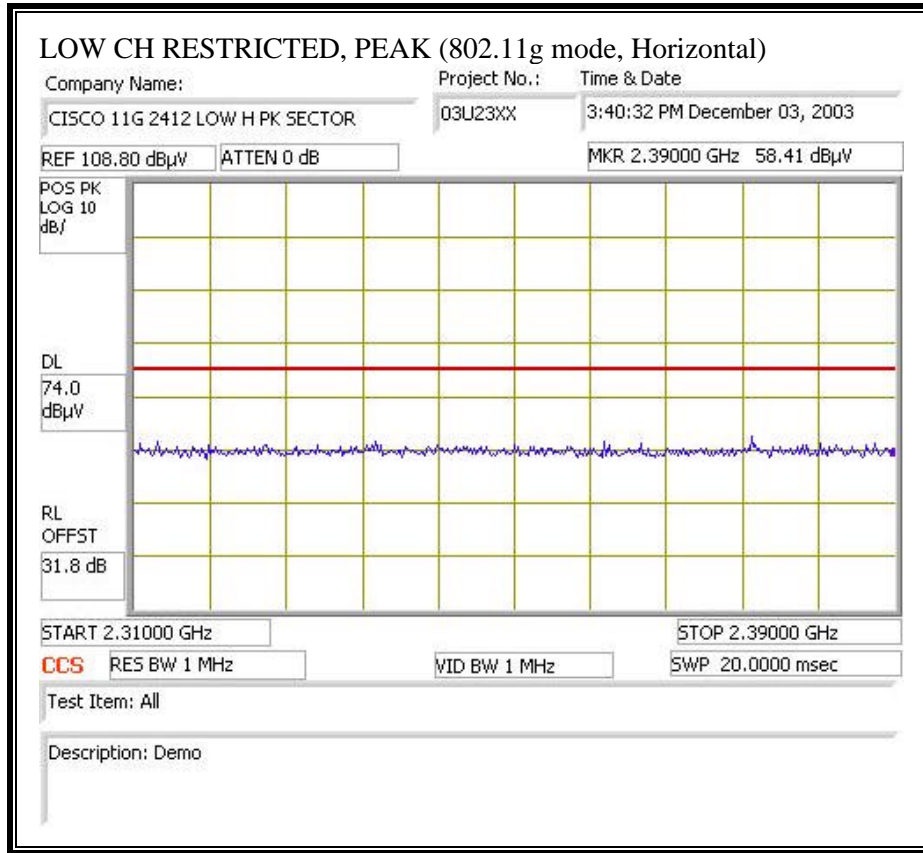 LOW CH RESTRICTED, PEAK (802.11g mode, Horizontal)
Company Name:
Project No.:
Time & Date
CISCO 11G 2412 LOW H PK SECTOR
03U23XX
3:40:32 PM December 03, 2003
REF 108.80 dBµV
ATTEN 0 dB
MKR 2.39000 GHz 58.41 dBµV
POS PK
LOG 10
dB/
DL
74.0
dBµV
RL
OFFST
31.8 dB
START 2.31000 GHz
STOP 2.39000 GHz
CCS
RES BW 1 MHz
VID BW 1 MHz
SWP 20.0000 msec
Test Item: All
Description: Demo